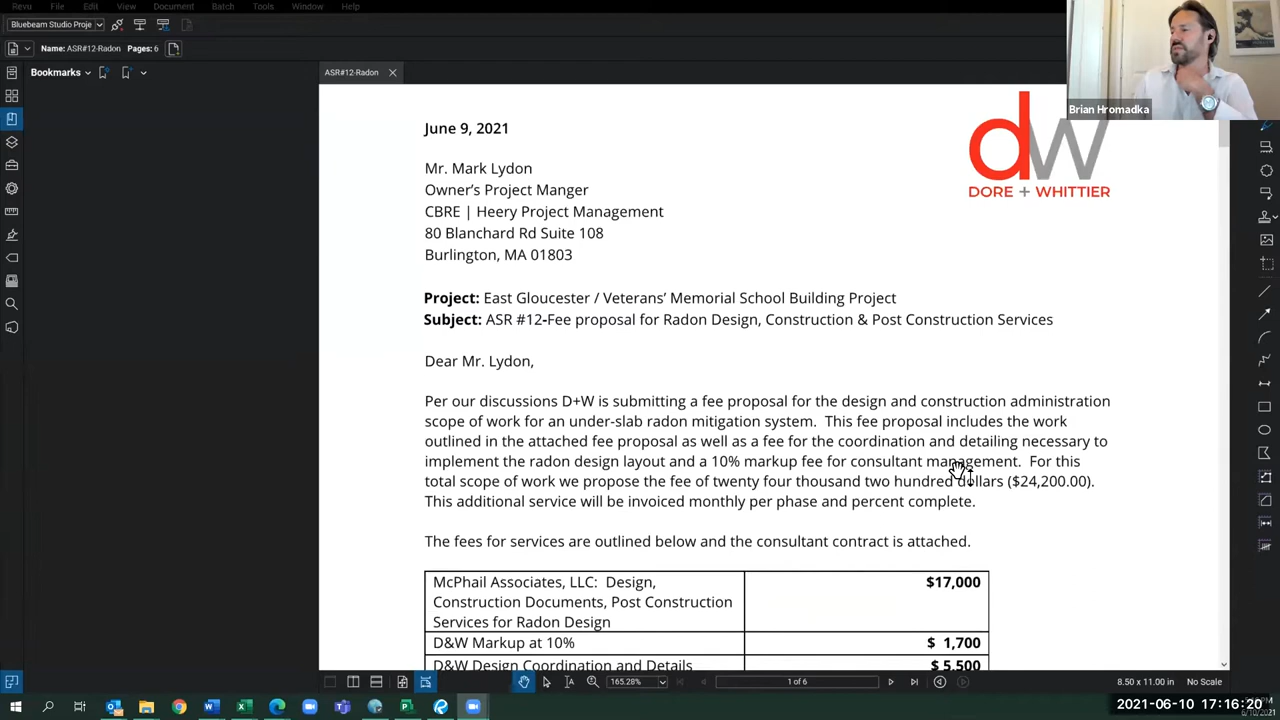 Revu File Edit View Document Batch Tools Window Help
Bluebeam Studio Proje
Name: ASR#12-Radon Pages: 6
Bookmarks
ASR#12-Radon
Brian Hromadka
dw
DORE + WHITTIER
June 9, 2021
Mr. Mark Lydon
Owner's Project Manger
CBRE | Heery Project Management
80 Blanchard Rd Suite 108
Burlington, MA 01803
Project: East Gloucester / Veterans' Memorial School Building Project
Subject: ASR #12-Fee proposal for Radon Design, Construction & Post Construction Services
Dear Mr. Lydon,
Per our discussions D+W is submitting a fee proposal for the design and construction administration
scope of work for an under-slab radon mitigation system. This fee proposal includes the work
outlined in the attached fee proposal as well as a fee for the coordination and detailing necessary to
implement the radon design layout and a 10% markup fee for consultant management. For this
total scope of work we propose the fee of twenty four thousand two hundred dollars ($24,200.00).
This additional service will be invoiced monthly per phase and percent complete.
The fees for services are outlined below and the consultant contract is attached.
McPhail Associates, LLC: Design, $17,000
Construction Documents, Post Construction
Services for Radon Design
D&W Markup at 10% $ 1,700
D&W Design Coordination and Details $ 5,500
165.28% 1 of 6 8.50 x 11.00 in No Scale
2021-06-10 17:16:20